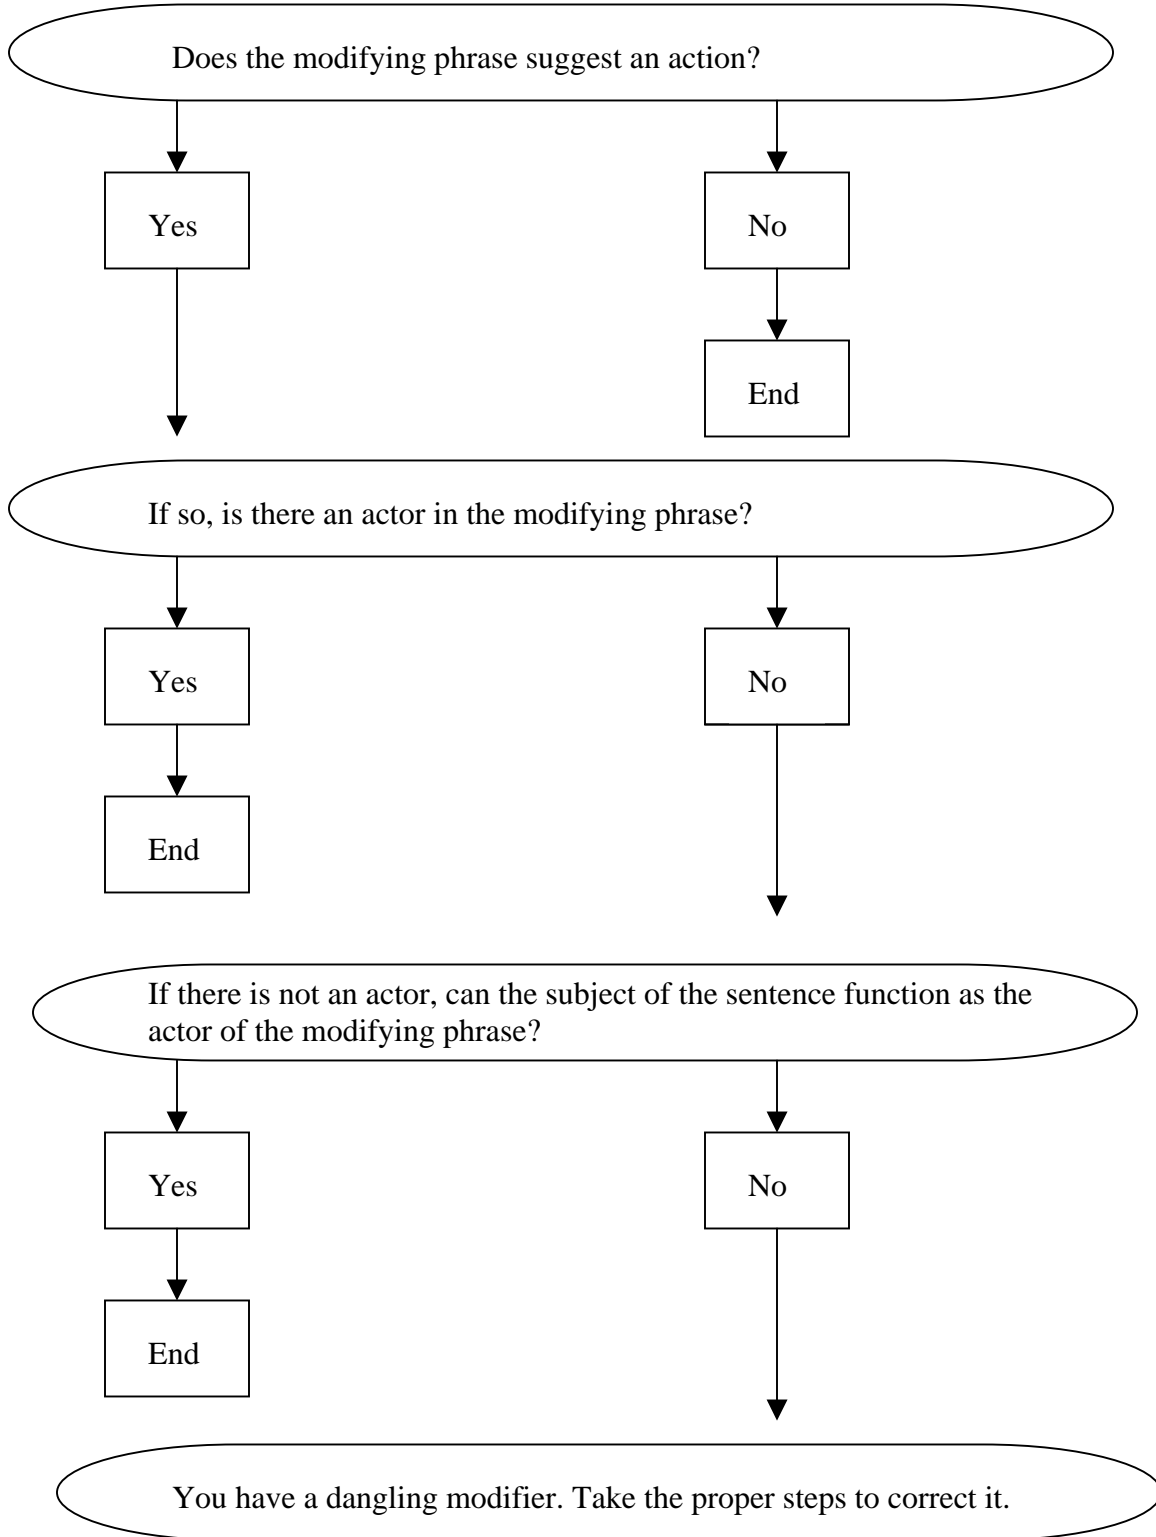 Does the modifying phrase suggest an action?
Yes
No
End
If so, is there an actor in the modifying phrase?
Yes
No
End
If there is not an actor, can the subject of the sentence function as the
actor of the modifying phrase?
Yes
No
End
You have a dangling modifier. Take the proper steps to correct it.